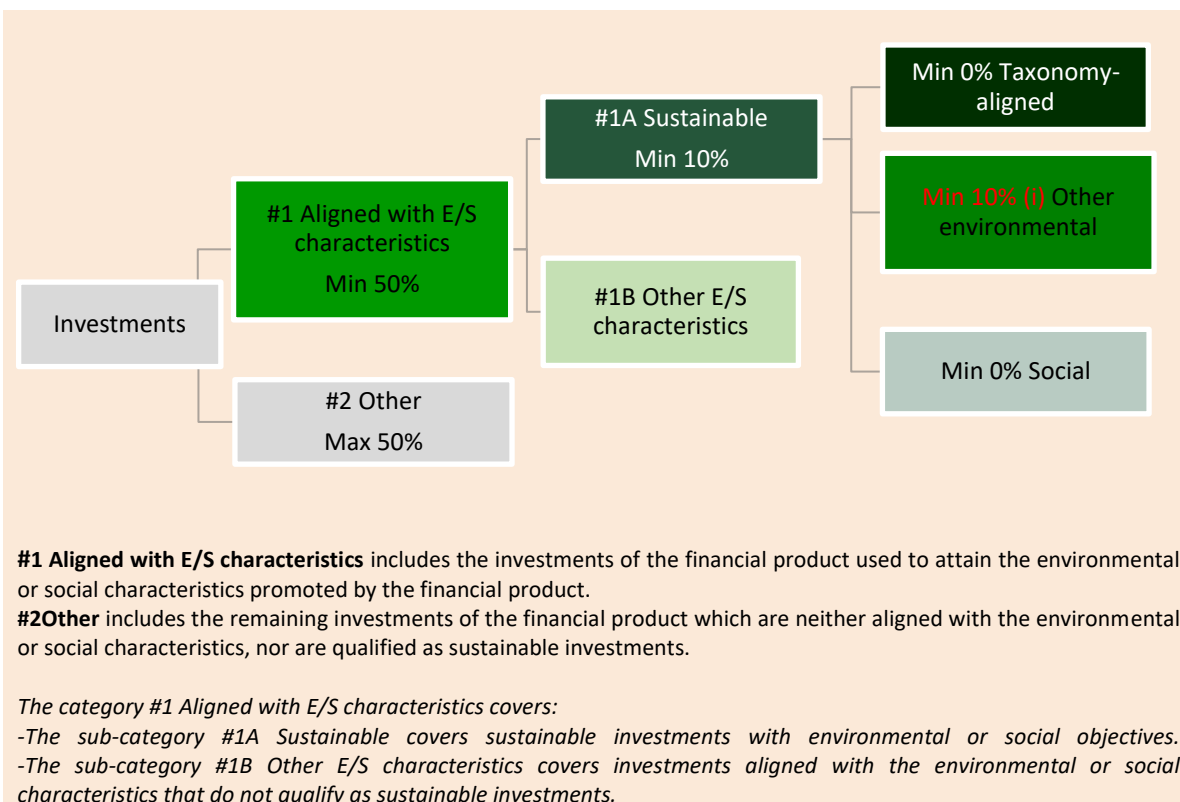 Investments
#1 Aligned with E/S
characteristics
Min 50%
#2 Other
Max 50%
#1A Sustainable
Min 10%
#1B Other E/S
characteristics
Min 0% Taxonomy-
aligned
Min 10% (i) Other
environmental
Min 0% Social
#1 Aligned with E/S characteristics includes the investments of the financial product used to attain the environmental
or social characteristics promoted by the financial product.
#2Other includes the remaining investments of the financial product which are neither aligned with the environmental
or social characteristics, nor are qualified as sustainable investments.
The category #1 Aligned with E/S characteristics covers:
-The sub-category #1A Sustainable covers sustainable investments with environmental or social objectives.
-The sub-category #1B Other E/S characteristics covers investments aligned with the environmental or social
characteristics that do not qualify as sustainable investments.